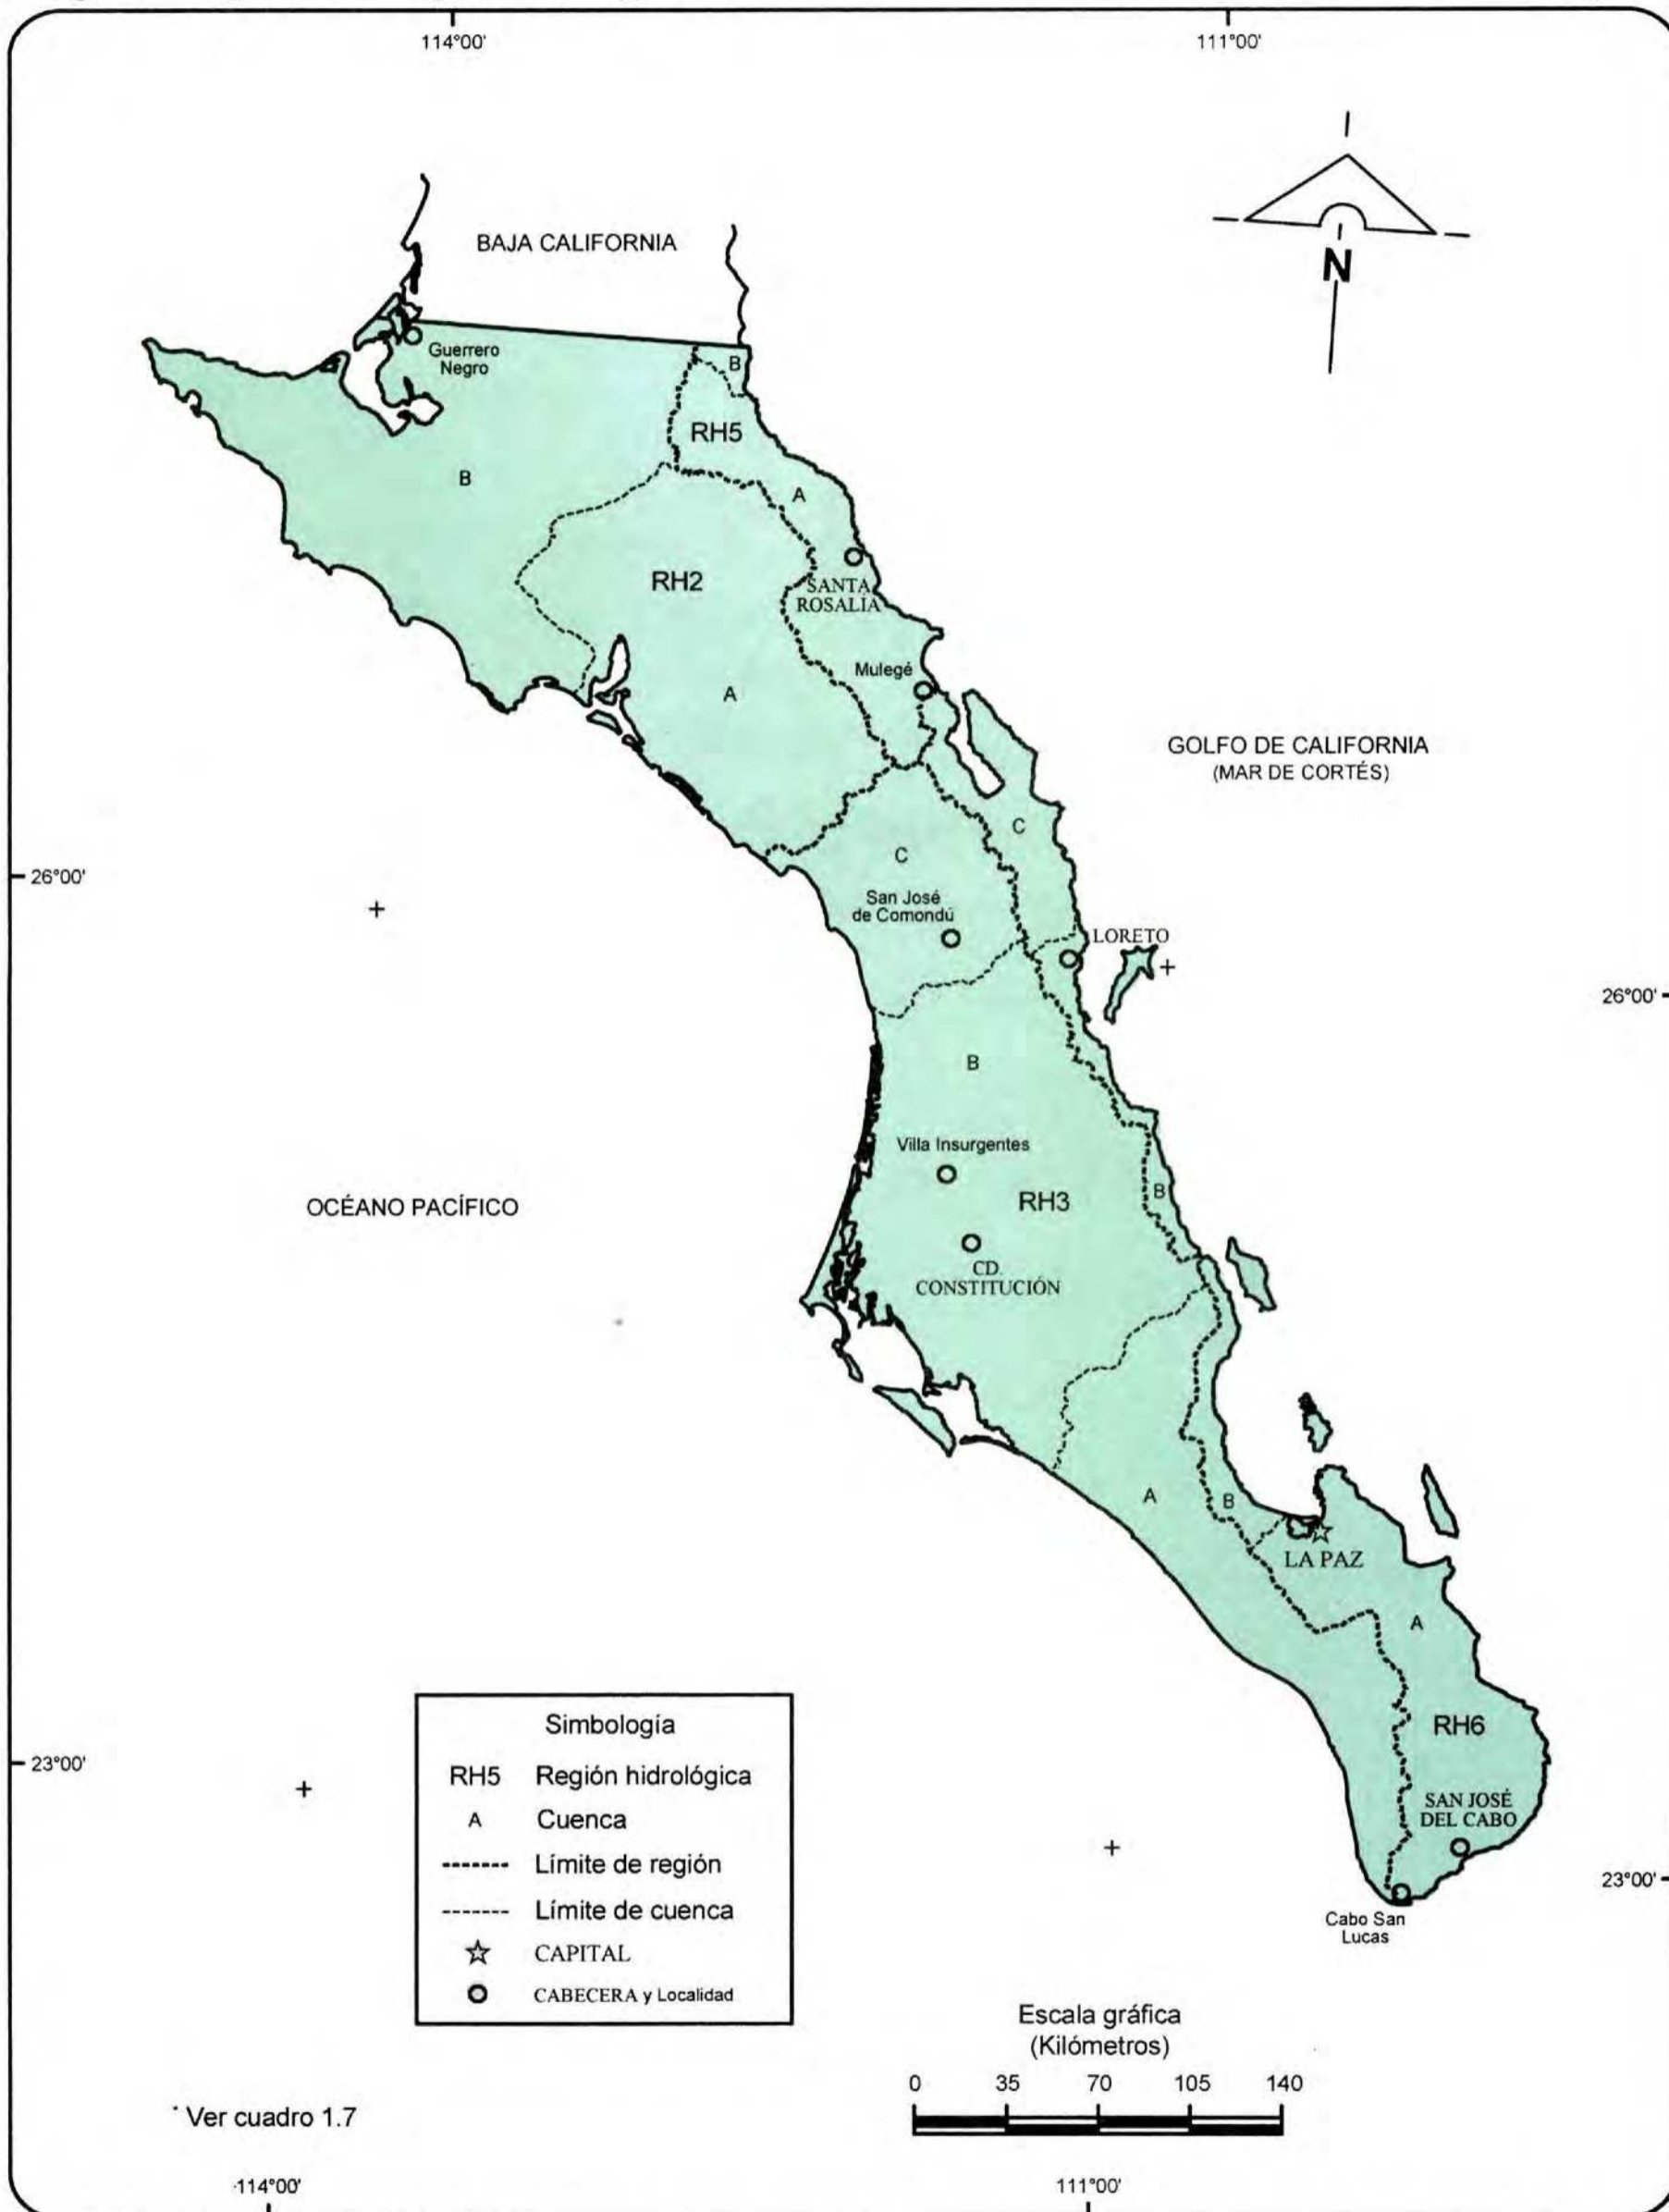 114°00'
111°00'
BAJA CALIFORNIA
N
Guerrero
Negro
B
RH5
B
A
RH2
SANTA
ROSALÍA
Mulegé
A
GOLFO DE CALIFORNIA
(MAR DE CORTÉS)
C
C
26°00'
San José
de Comondú
LORETO
26°00'
B
Villa Insurgentes
B
RH3
OCÉANO PACÍFICO
CD.
CONSTITUCIÓN
A
B
LA PAZ
A
RH6
23°00'
SAN JOSÉ
DEL CABO
23°00'
Cabo San
Lucas
Simbología
RH5 Región hidrológica
A Cuenca
Límite de región
Límite de cuenca
CAPITAL
CABECERA y Localidad
Escala gráfica
(Kilómetros)
0 35 70 105 140
Ver cuadro 1.7
114°00'
111°00'